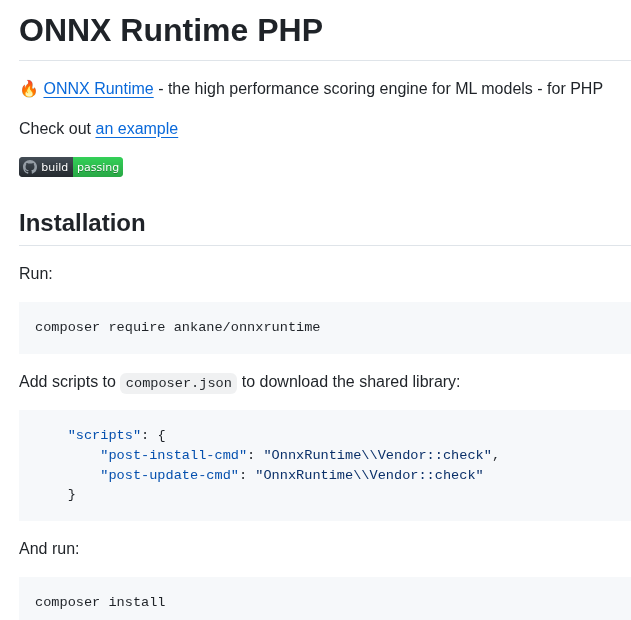 ONNX Runtime PHP
🔥 ONNX Runtime - the high performance scoring engine for ML models - for PHP
Check out an example
build passing
Installation
Run:
composer require ankane/onnxruntime
Add scripts to composer.json to download the shared library:
"scripts": {
"post-install-cmd": "OnnxRuntime\\Vendor::check",
"post-update-cmd": "OnnxRuntime\\Vendor::check"
}
And run:
composer install